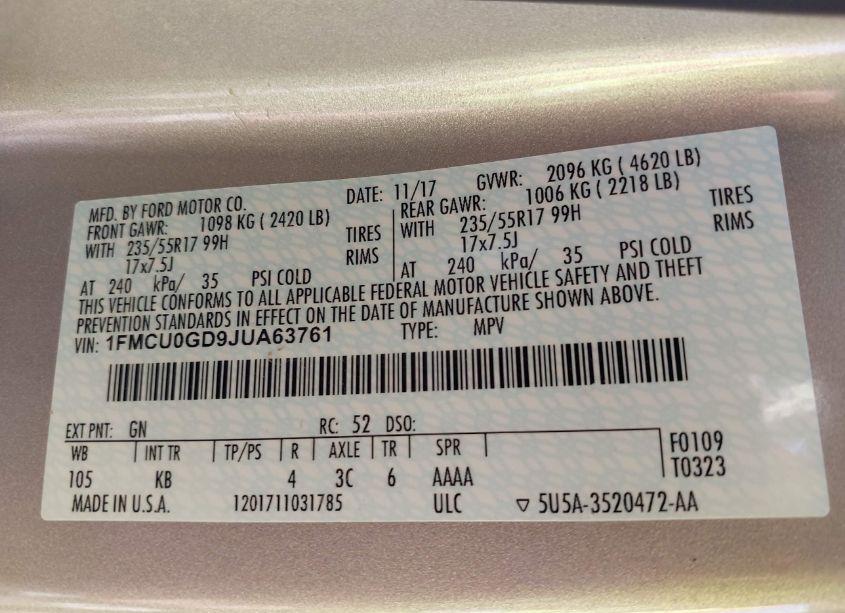 MFD. BY FORD MOTOR CO. DATE: 11/17 GVWR: 2096 KG ( 4620 LB)
FRONT GAWR: 1098 KG ( 2420 LB) REAR GAWR: 1006 KG ( 2218 LB)
WITH 235/55R17 99H TIRES WITH 235/55R17 99H TIRES
17x7.5J RIMS 17x7.5J RIMS
AT 240 kPa/ 35 PSI COLD AT 240 kPa/ 35 PSI COLD
THIS VEHICLE CONFORMS TO ALL APPLICABLE FEDERAL MOTOR VEHICLE SAFETY AND THEFT
PREVENTION STANDARDS IN EFFECT ON THE DATE OF MANUFACTURE SHOWN ABOVE.
VIN: 1FMCU0GD9JUA63761 TYPE: MPV
EXT PNT: GN RC: 52 DSO:
WB INT TR TP/PS R AXLE TR SPR F0109
105 KB 4 3C 6 AAAA T0323
MADE IN U.S.A. 1201711031785 ULC ▽ 5U5A-3520472-AA